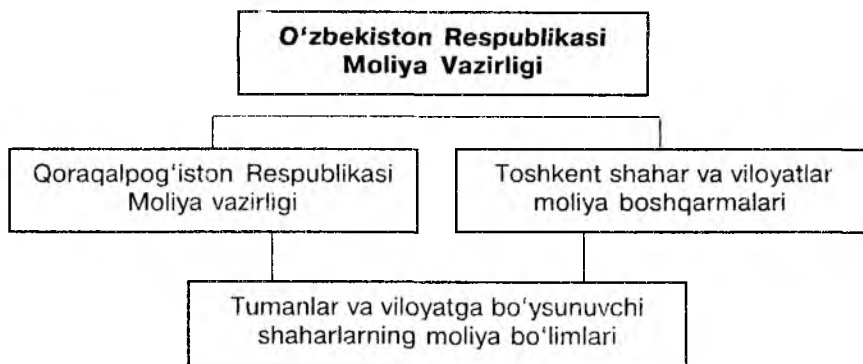 O‘zbekiston Respublikasi
Moliya Vazirligi
Qoraqalpog‘iston Respublikasi
Moliya vazirligi
Toshkent shahar va viloyatlar
moliya boshqarmalari
Tumanlar va viloyatga bo‘ysunuvchi
shaharlarning moliya bo‘limlari